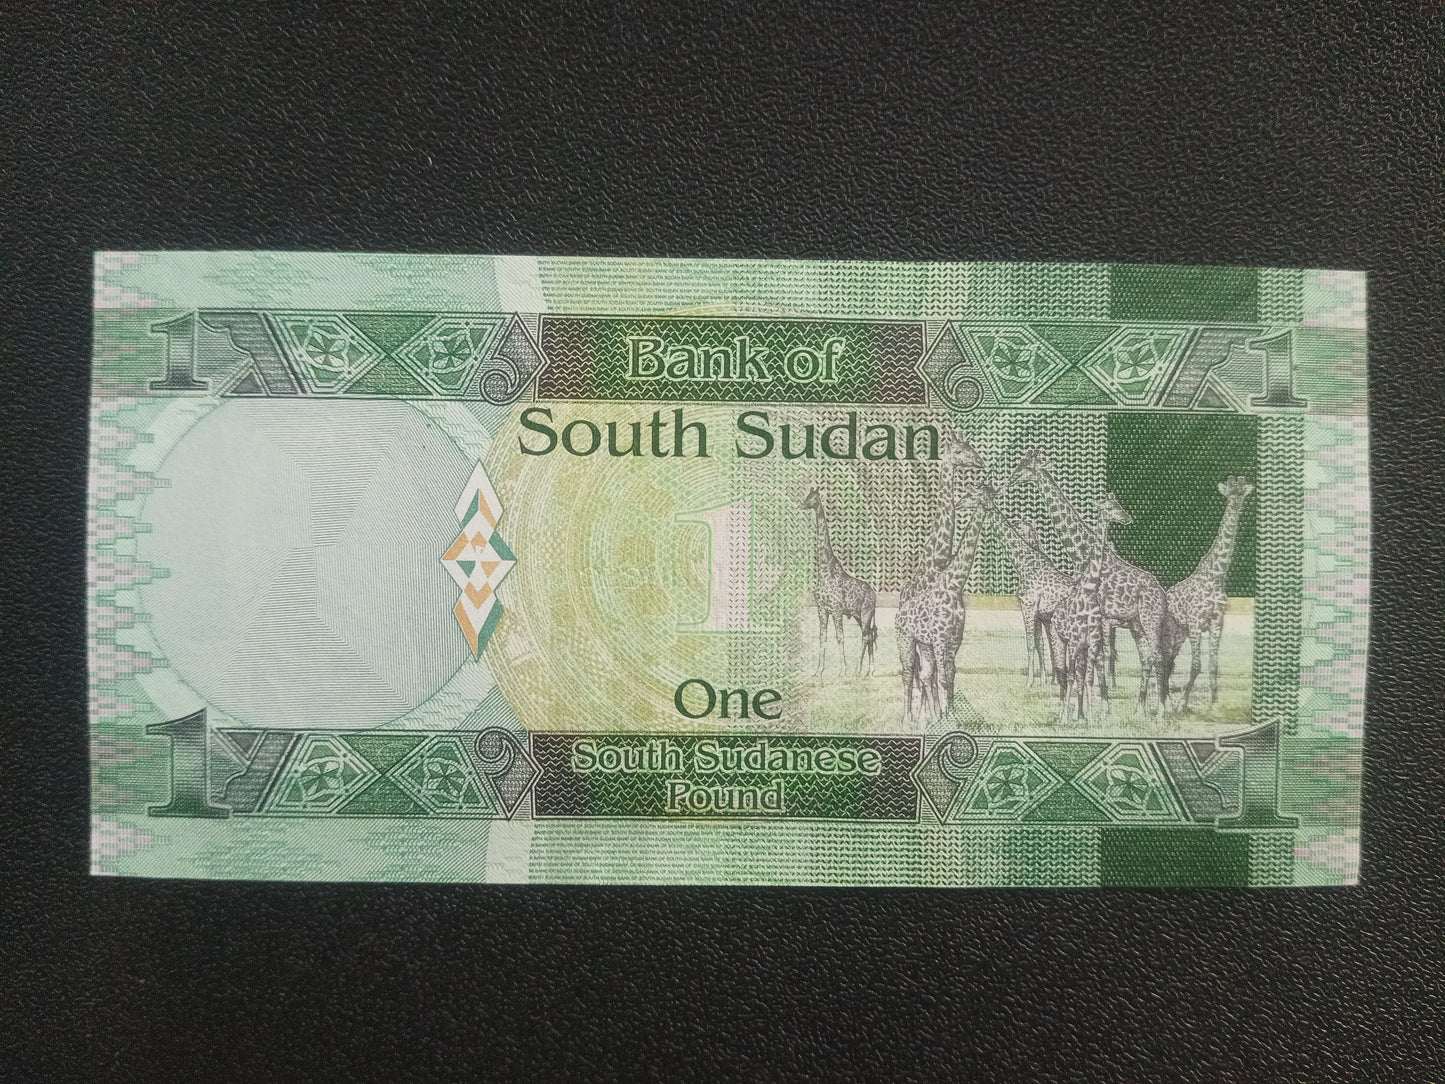 1
Bank of
1
South Sudan
1
One
1
South Sudanese
Pound
1